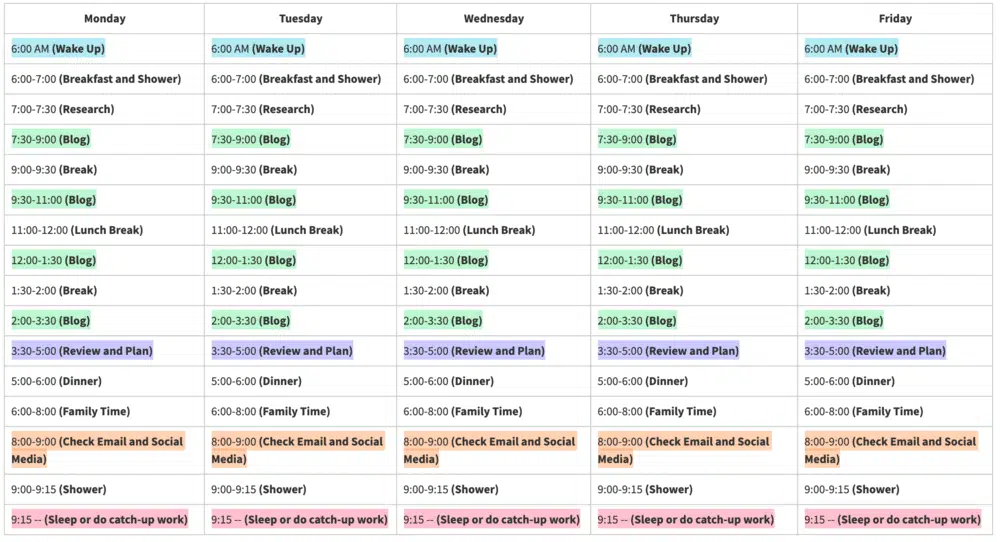 Monday Tuesday Wednesday Thursday Friday
6:00 AM (Wake Up) 6:00 AM (Wake Up) 6:00 AM (Wake Up) 6:00 AM (Wake Up) 6:00 AM (Wake Up)
6:00-7:00 (Breakfast and Shower) 6:00-7:00 (Breakfast and Shower) 6:00-7:00 (Breakfast and Shower) 6:00-7:00 (Breakfast and Shower) 6:00-7:00 (Breakfast and Shower)
7:00-7:30 (Research) 7:00-7:30 (Research) 7:00-7:30 (Research) 7:00-7:30 (Research) 7:00-7:30 (Research)
7:30-9:00 (Blog) 7:30-9:00 (Blog) 7:30-9:00 (Blog) 7:30-9:00 (Blog) 7:30-9:00 (Blog)
9:00-9:30 (Break) 9:00-9:30 (Break) 9:00-9:30 (Break) 9:00-9:30 (Break) 9:00-9:30 (Break)
9:30-11:00 (Blog) 9:30-11:00 (Blog) 9:30-11:00 (Blog) 9:30-11:00 (Blog) 9:30-11:00 (Blog)
11:00-12:00 (Lunch Break) 11:00-12:00 (Lunch Break) 11:00-12:00 (Lunch Break) 11:00-12:00 (Lunch Break) 11:00-12:00 (Lunch Break)
12:00-1:30 (Blog) 12:00-1:30 (Blog) 12:00-1:30 (Blog) 12:00-1:30 (Blog) 12:00-1:30 (Blog)
1:30-2:00 (Break) 1:30-2:00 (Break) 1:30-2:00 (Break) 1:30-2:00 (Break) 1:30-2:00 (Break)
2:00-3:30 (Blog) 2:00-3:30 (Blog) 2:00-3:30 (Blog) 2:00-3:30 (Blog) 2:00-3:30 (Blog)
3:30-5:00 (Review and Plan) 3:30-5:00 (Review and Plan) 3:30-5:00 (Review and Plan) 3:30-5:00 (Review and Plan) 3:30-5:00 (Review and Plan)
5:00-6:00 (Dinner) 5:00-6:00 (Dinner) 5:00-6:00 (Dinner) 5:00-6:00 (Dinner) 5:00-6:00 (Dinner)
6:00-8:00 (Family Time) 6:00-8:00 (Family Time) 6:00-8:00 (Family Time) 6:00-8:00 (Family Time) 6:00-8:00 (Family Time)
8:00-9:00 (Check Email and Social 8:00-9:00 (Check Email and Social 8:00-9:00 (Check Email and Social 8:00-9:00 (Check Email and Social 8:00-9:00 (Check Email and Social
Media) Media) Media) Media) Media)
9:00-9:15 (Shower) 9:00-9:15 (Shower) 9:00-9:15 (Shower) 9:00-9:15 (Shower) 9:00-9:15 (Shower)
9:15 -- (Sleep or do catch-up work) 9:15 -- (Sleep or do catch-up work) 9:15 -- (Sleep or do catch-up work) 9:15 -- (Sleep or do catch-up work) 9:15 -- (Sleep or do catch-up work)